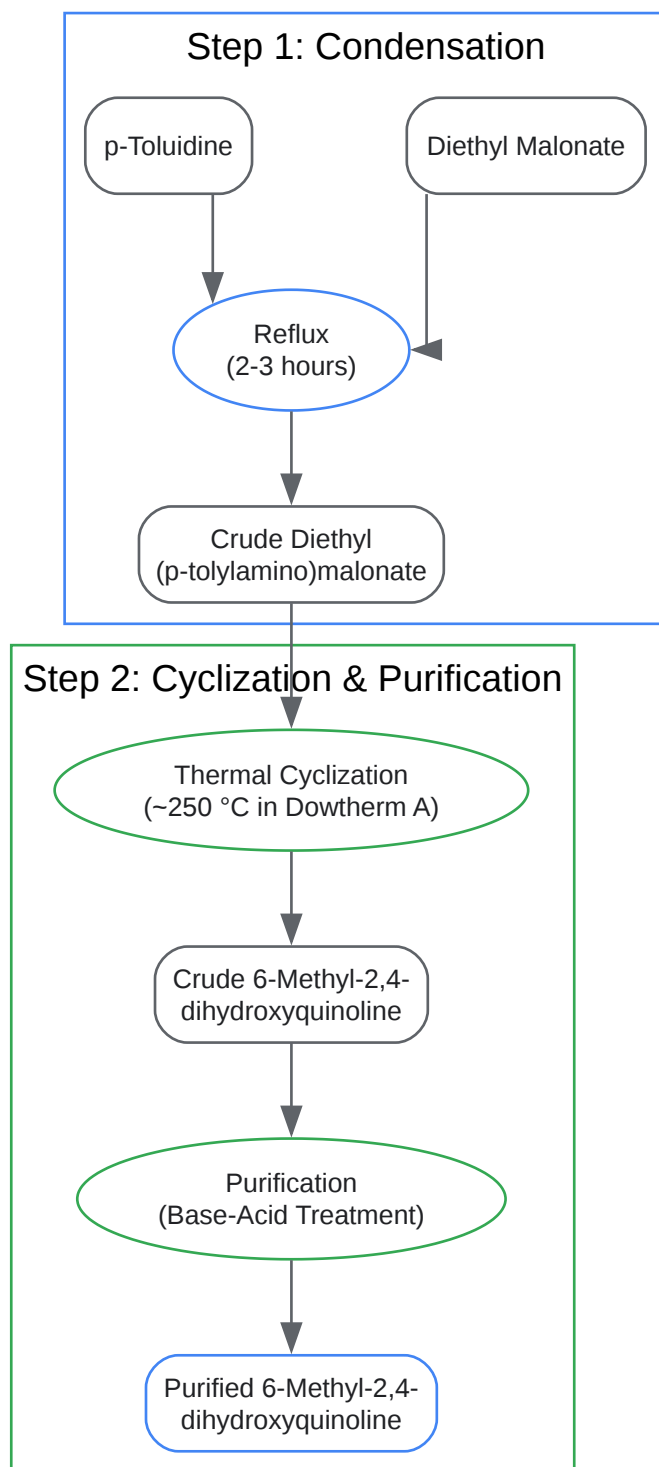 Step 1: Condensation
p-Toluidine
Diethyl Malonate
Reflux
(2-3 hours)
Crude Diethyl
(p-tolylamino)malonate
Step 2: Cyclization & Purification
Thermal Cyclization
(~250 °C in Dowtherm A)
Crude 6-Methyl-2,4-
dihydroxyquinoline
Purification
(Base-Acid Treatment)
Purified 6-Methyl-2,4-
dihydroxyquinoline